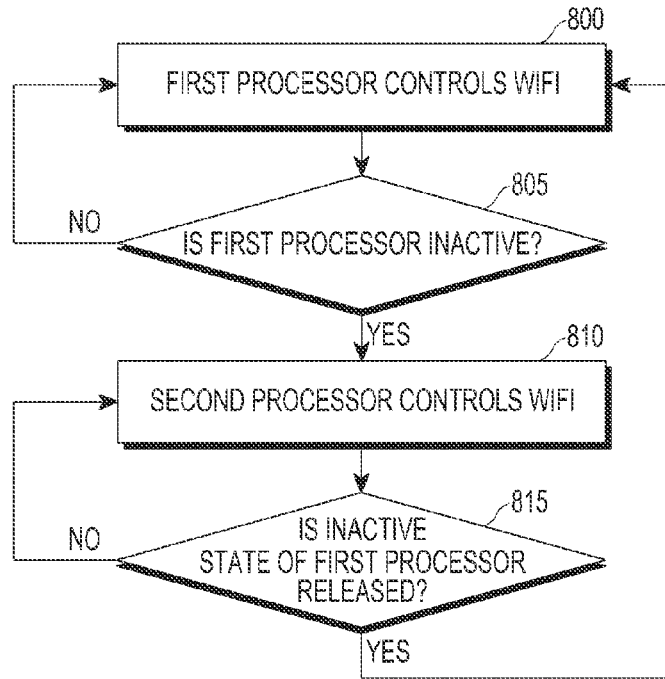 800
FIRST PROCESSOR CONTROLS WIFI
805
NO
IS FIRST PROCESSOR INACTIVE?
YES
810
SECOND PROCESSOR CONTROLS WIFI
815
NO
IS INACTIVE
STATE OF FIRST PROCESSOR
RELEASED?
YES